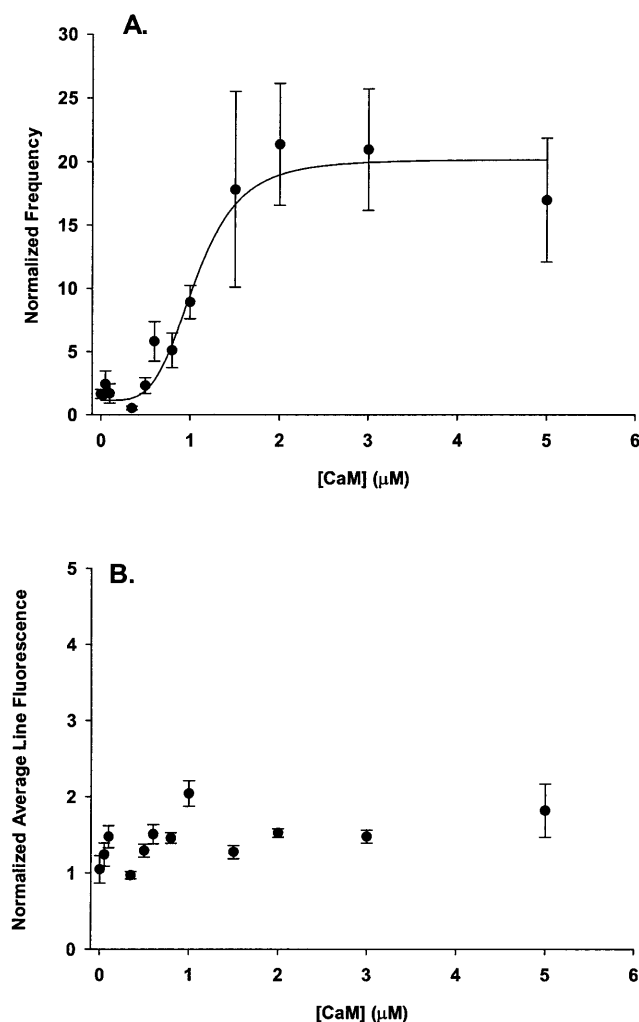 A.
30
25
20
15
10
5
0
Normalized Frequency
0 1 2 3 4 5 6
[CaM] (μM)
B.
5
4
3
2
1
0
Normalized Average Line Fluorescence
0 1 2 3 4 5 6
[CaM] (μM)